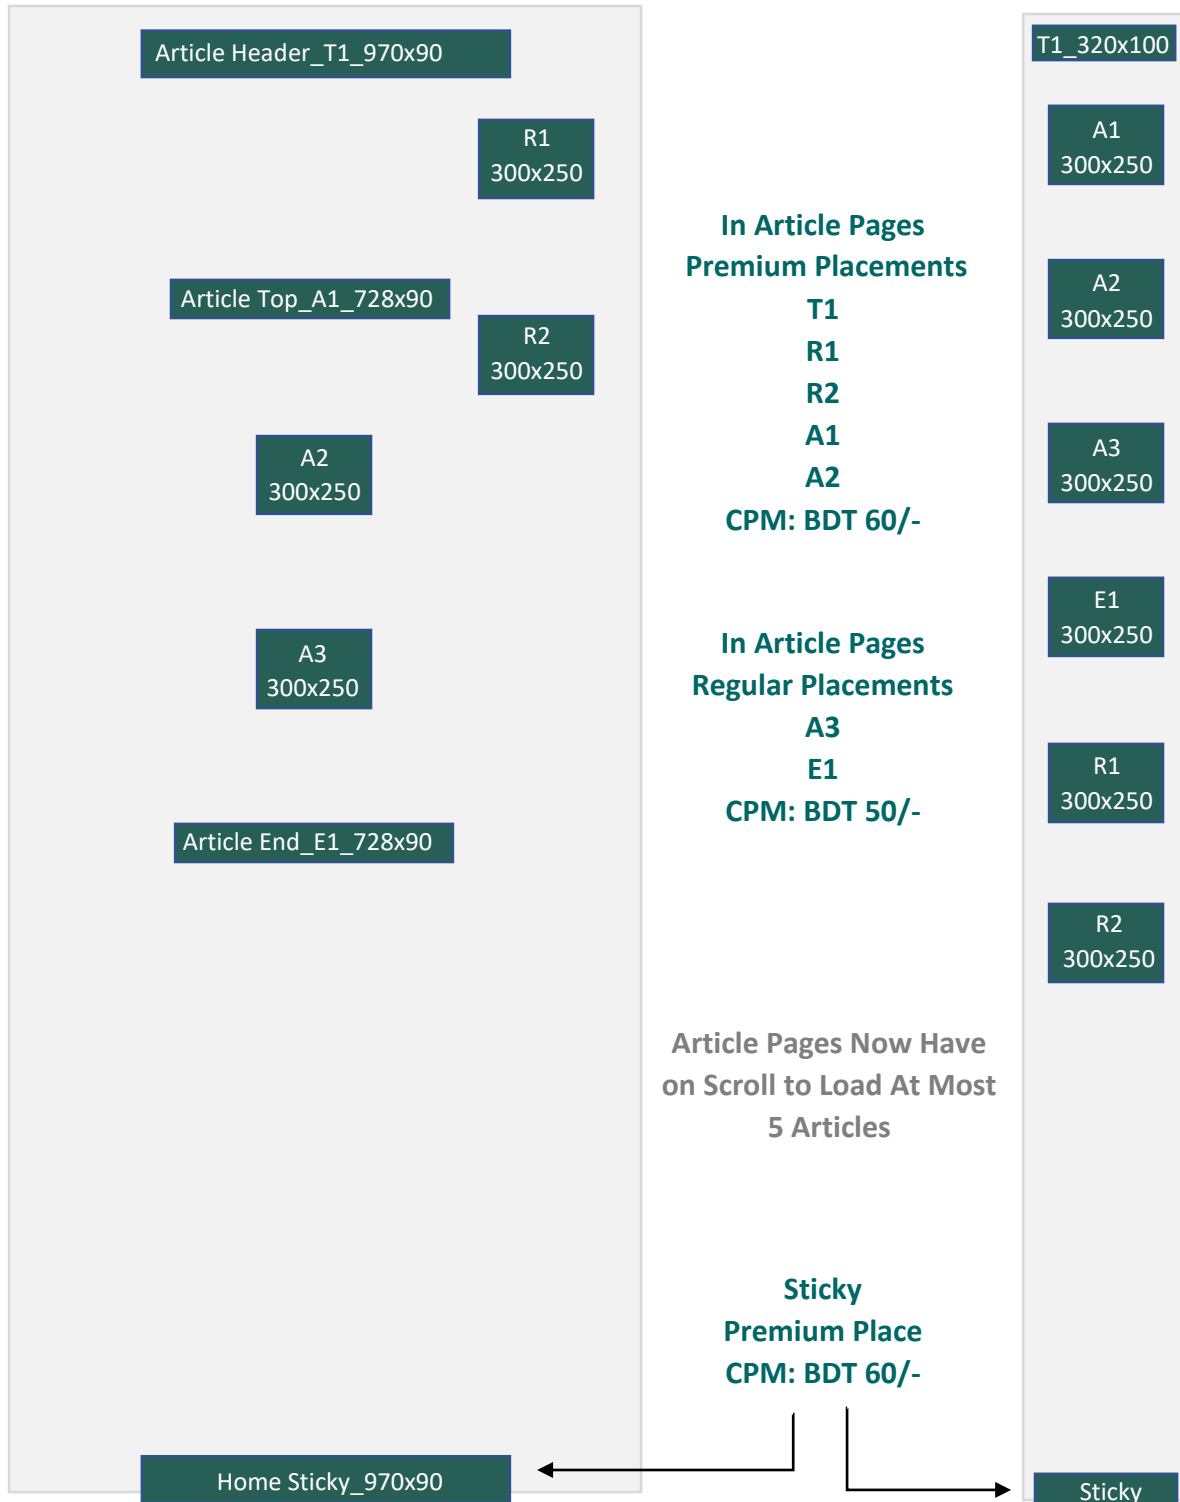 Article Header_T1_970x90
R1
300x250
Article Top_A1_728x90
R2
300x250
A2
300x250
A3
300x250
Article End_E1_728x90
Home Sticky_970x90
In Article Pages
Premium Placements
T1
R1
R2
A1
A2
CPM: BDT 60/-
In Article Pages
Regular Placements
A3
E1
CPM: BDT 50/-
Article Pages Now Have
on Scroll to Load At Most
5 Articles
Sticky
Premium Place
CPM: BDT 60/-
T1_320x100
A1
300x250
A2
300x250
A3
300x250
E1
300x250
R1
300x250
R2
300x250
Sticky